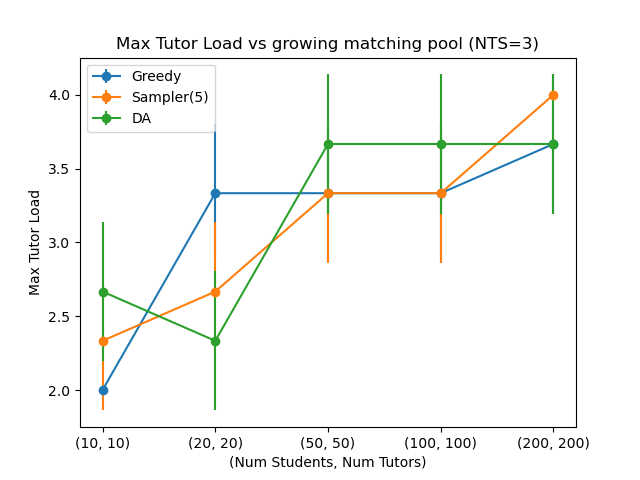 Max Tutor Load vs growing matching pool (NTS=3)
Greedy
Sampler(5)
DA
4.0
3.5
3.0
2.5
2.0
Max Tutor Load
(10, 10)
(20, 20)
(50, 50)
(100, 100)
(200, 200)
(Num Students, Num Tutors)